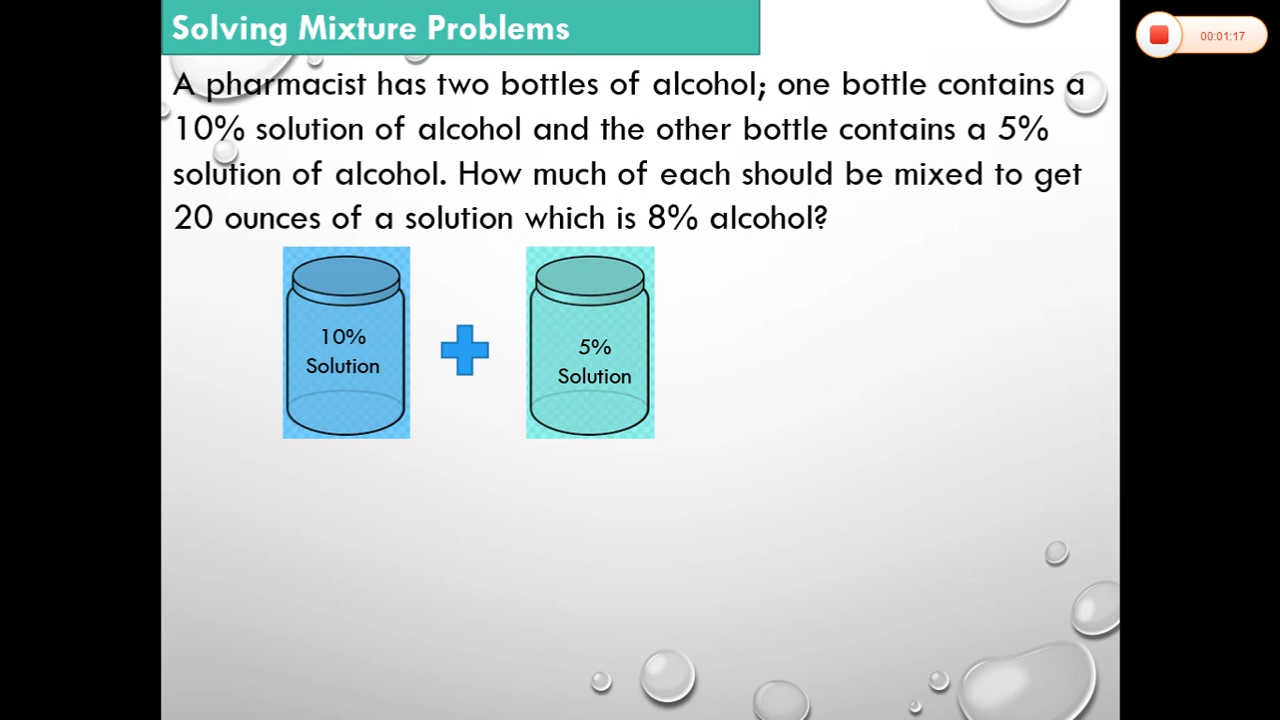 Solving Mixture Problems
00:01:17
A pharmacist has two bottles of alcohol; one bottle contains a
10% solution of alcohol and the other bottle contains a 5%
solution of alcohol. How much of each should be mixed to get
20 ounces of a solution which is 8% alcohol?
10%
Solution
5%
Solution